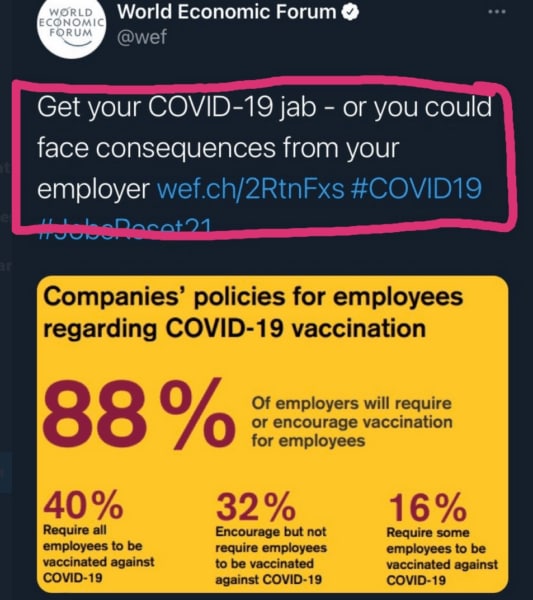 WORLD
ECONOMIC
FORUM
World Economic Forum
@wef
Get your COVID-19 jab - or you could
face consequences from your
employer wef.ch/2RtnFxs #COVID19
#JobsReset21
Companies' policies for employees
regarding COVID-19 vaccination
88%
Of employers will require
or encourage vaccination
for employees
40%
Require all
employees to be
vaccinated against
COVID-19
32%
Encourage but not
require employees
to be vaccinated
against COVID-19
16%
Require some
employees to be
vaccinated against
COVID-19